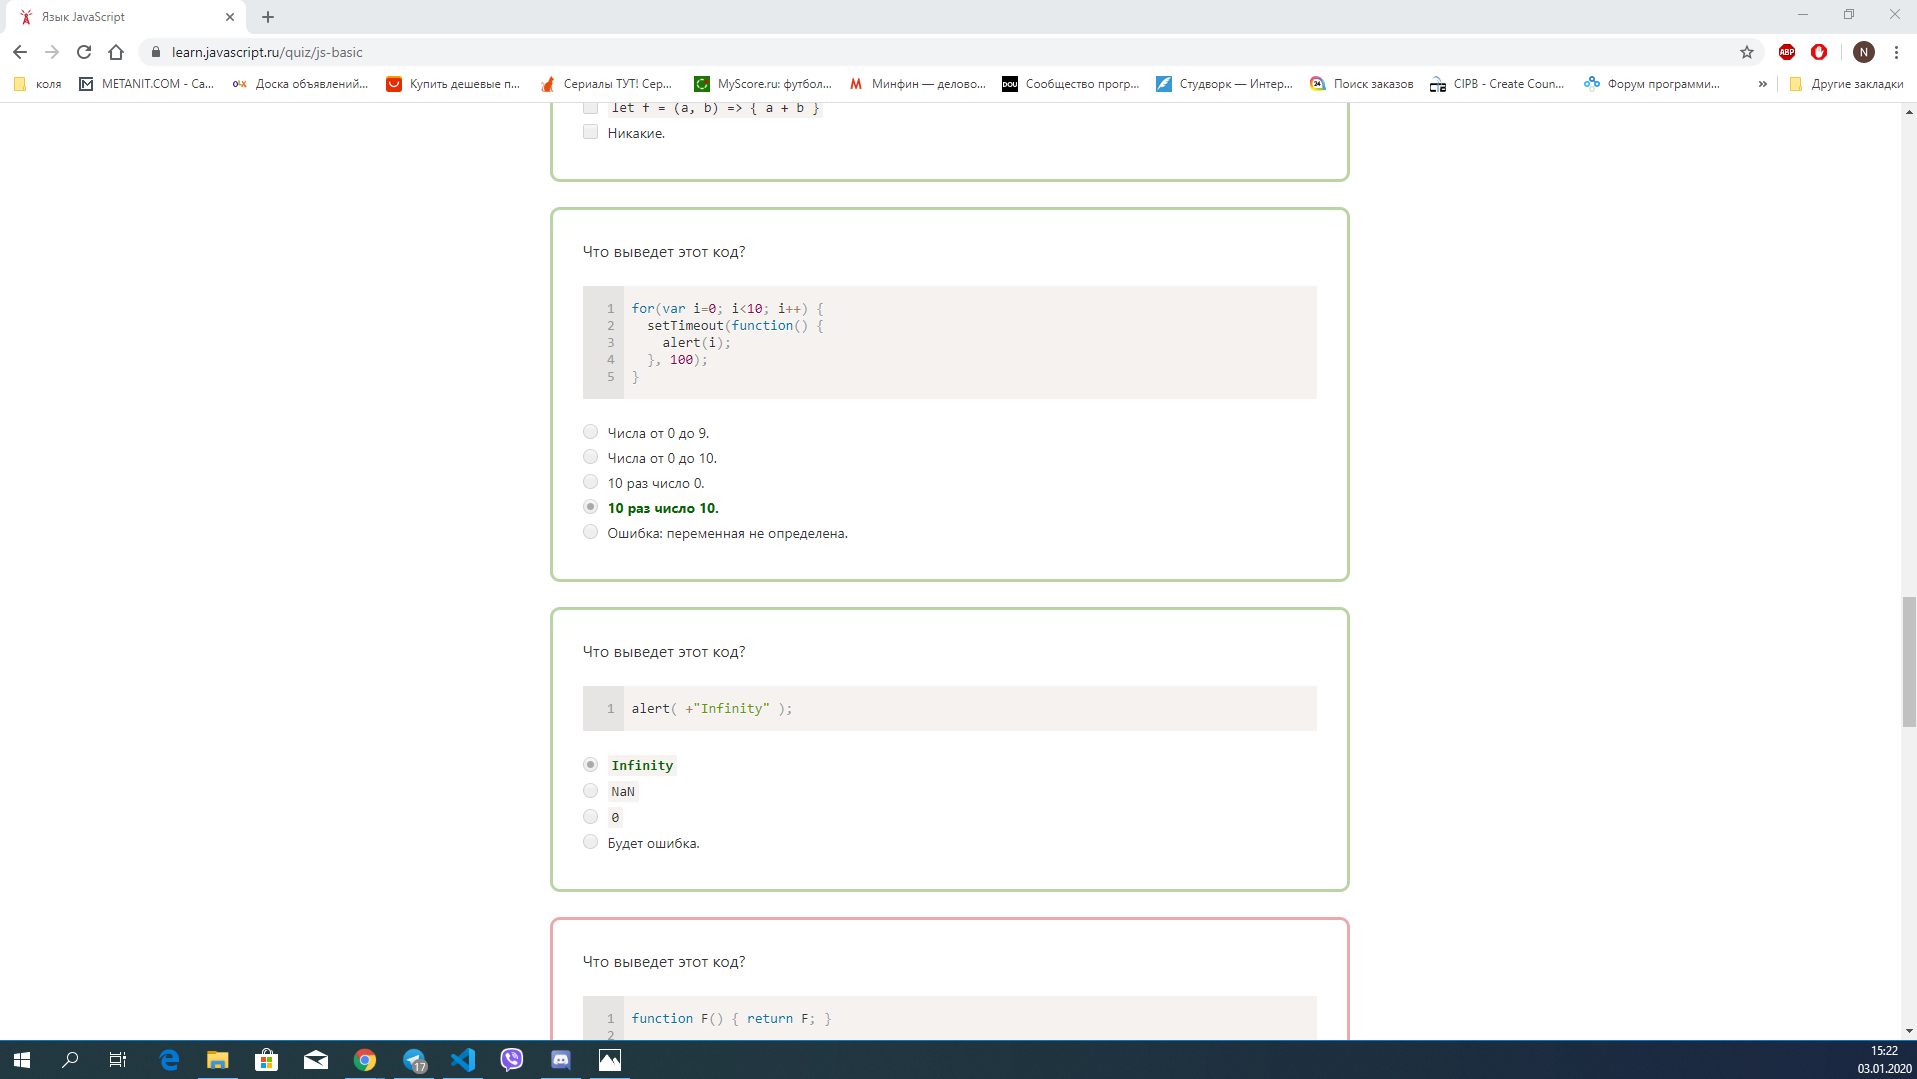 Язык JavaScript
learn.javascript.ru/quiz/js-basic
ABP
N
коля
METANIT.COM - Са...
Доска объявлений...
Купить дешевые п...
Сериалы ТУТ! Сер...
MyScore.ru: футбол...
Минфин — делово...
DOU
Сообщество прогр...
Студворк — Интер...
24
Поиск заказов
CIPB - Create Coun...
Форум программи...
»
Другие закладки
let f = (a, b) => { a + b }
Никакие.
Что выведет этот код?
1 for(var i=0; i<10; i++) {
2 setTimeout(function() {
3 alert(i);
4 }, 100);
5 }
Числа от 0 до 9.
Числа от 0 до 10.
10 раз число 0.
10 раз число 10.
Ошибка: переменная не определена.
Что выведет этот код?
1 alert( +"Infinity" );
Infinity
NaN
0
Будет ошибка.
Что выведет этот код?
1 function F() { return F; }
2
17
15:22
03.01.2020